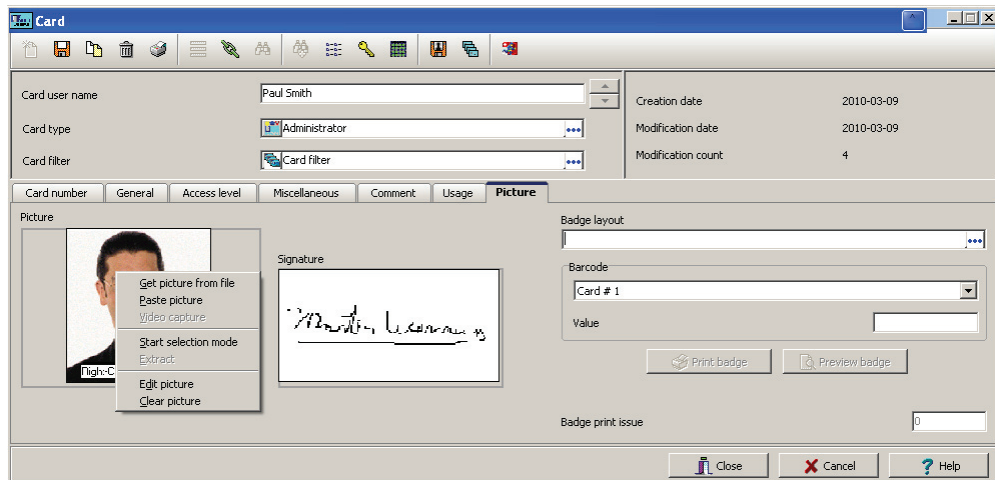 Card
Card user name
Paul Smith
Creation date
2010-03-09
Card type
Administrator
Modification date
2010-03-09
Card filter
Card filter
Modification count
4
Card number
General
Access level
Miscellaneous
Comment
Usage
Picture
Picture
Get picture from file
Paste picture
Video capture
Start selection mode
Extract
Edit picture
Clear picture
Signature
Badge layout
Barcode
Card # 1
Value
Print badge
Preview badge
Badge print issue
0
Close
Cancel
Help